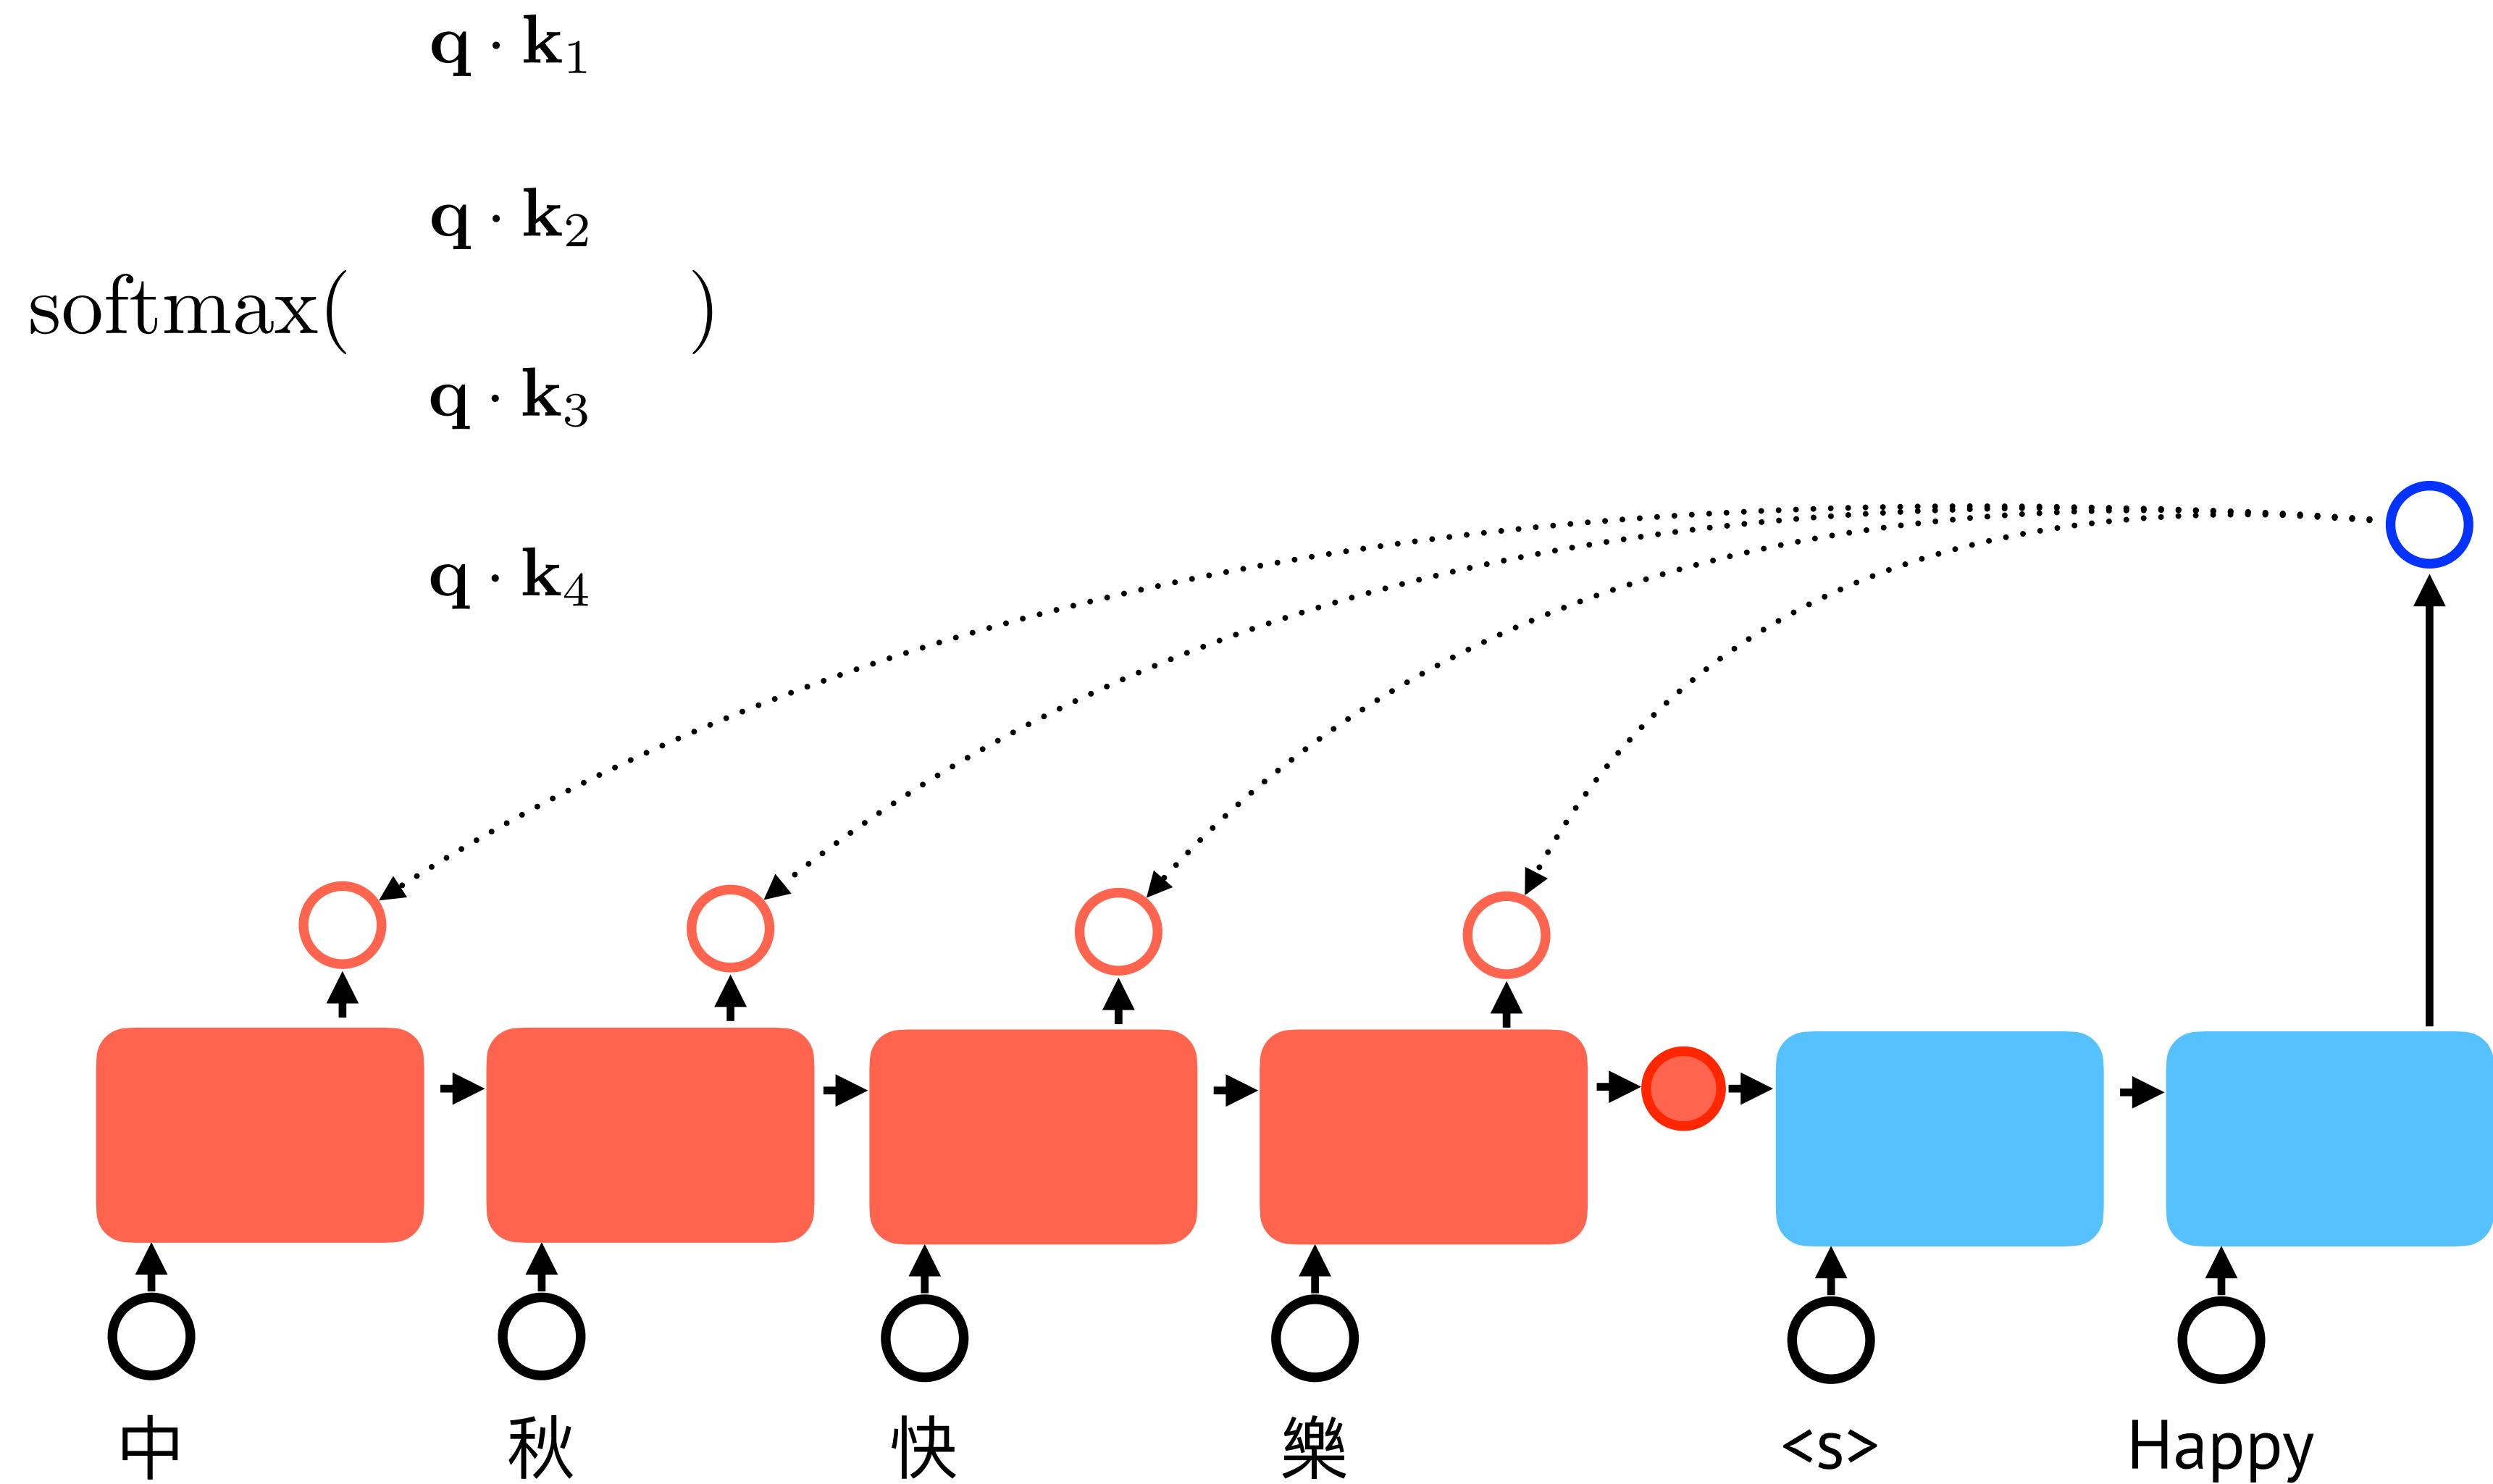 q · k₁
q · k₂
softmax( )
q · k₃
q · k₄
中 秋 快 樂 <s> Happy